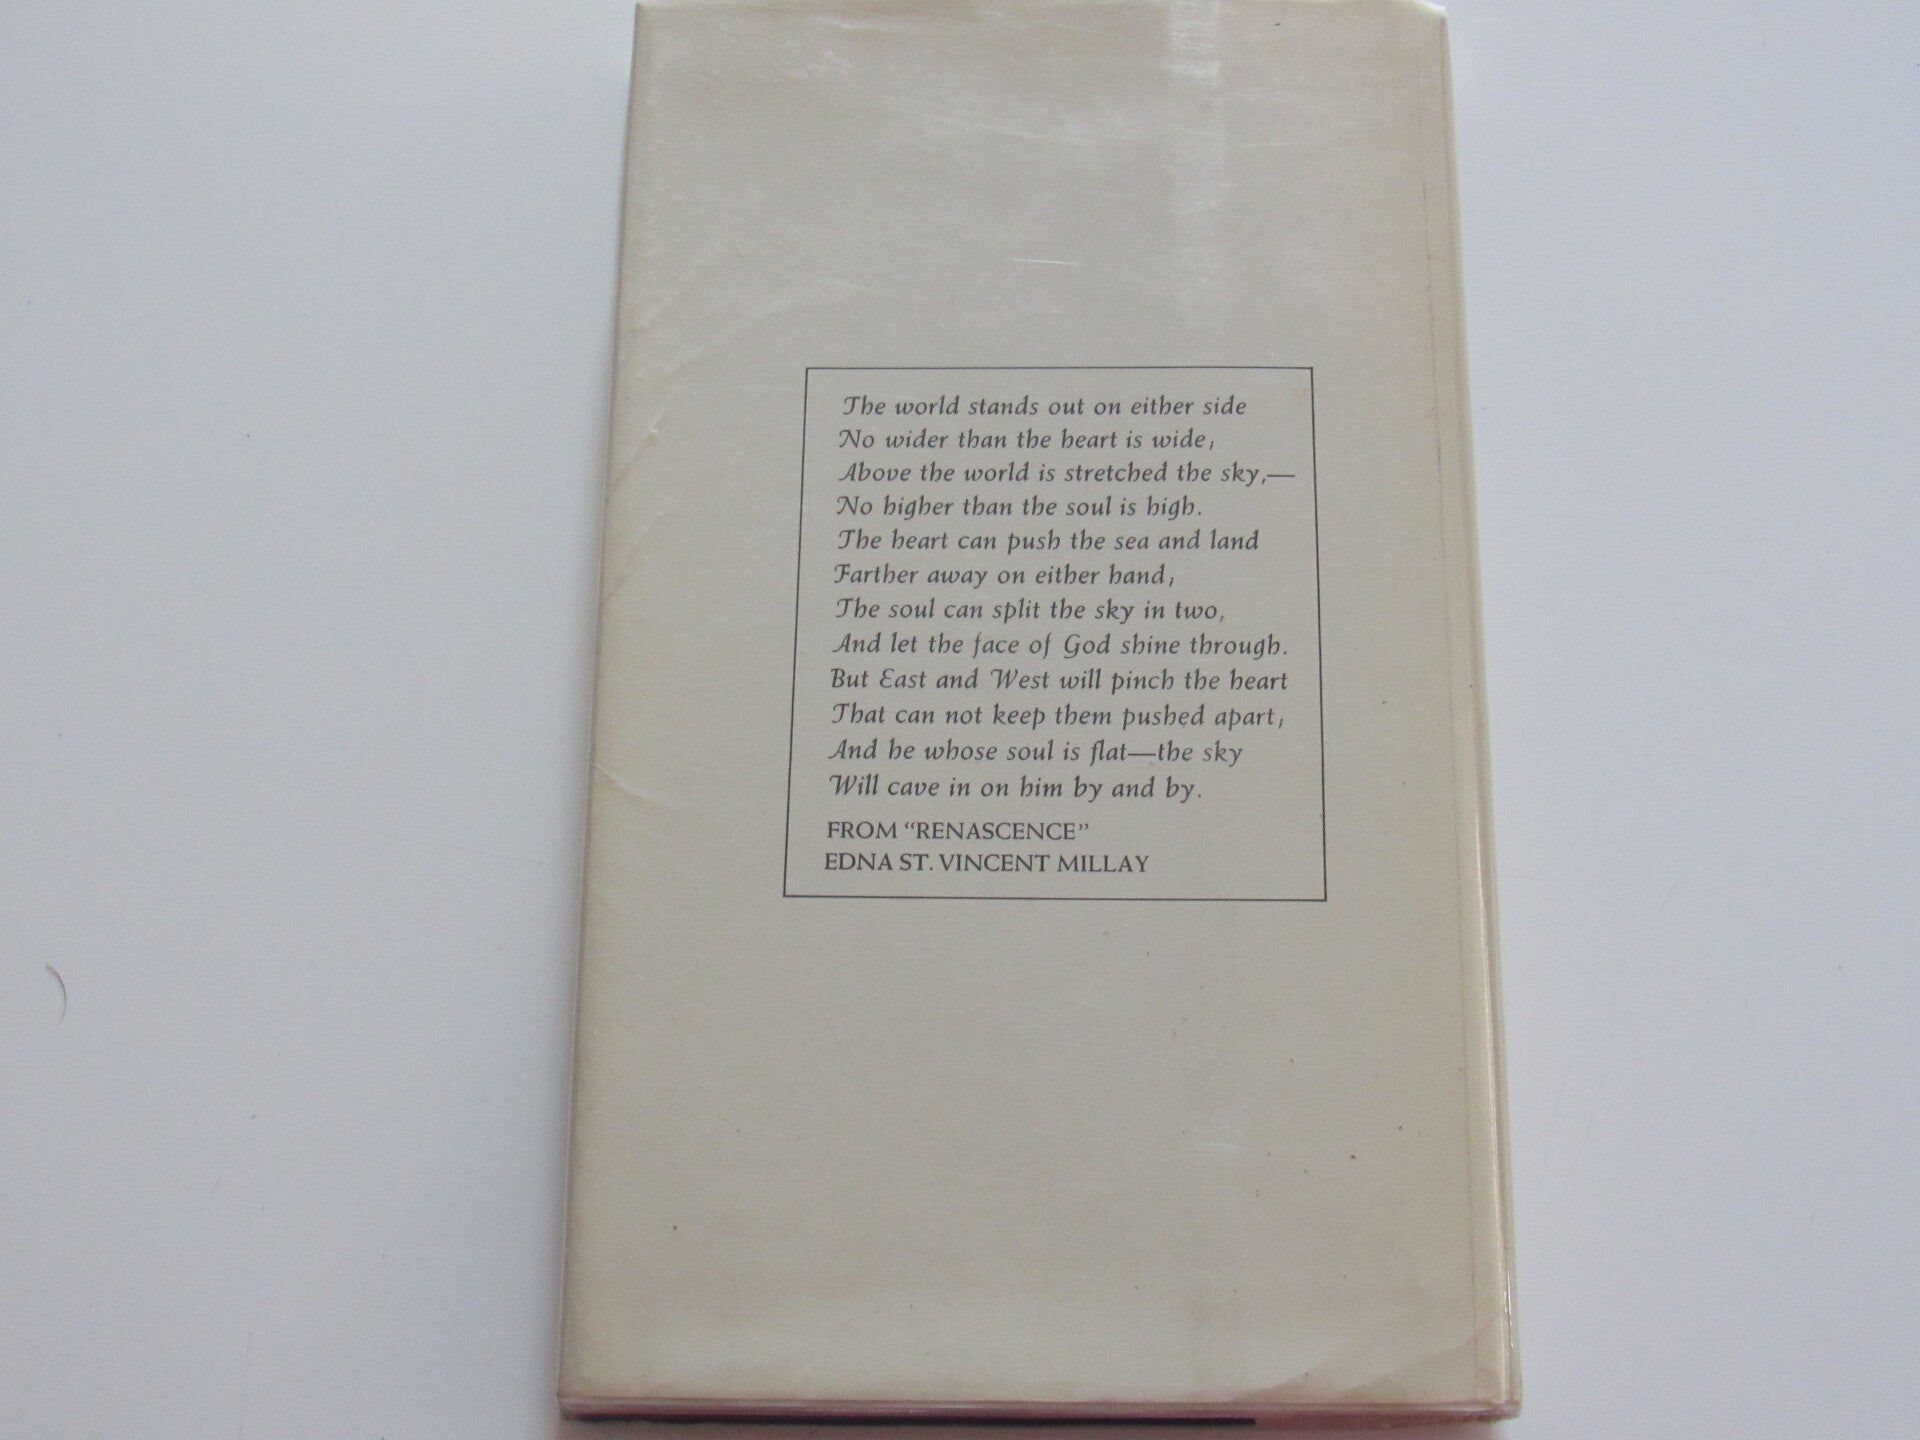 The world stands out on either side
No wider than the heart is wide;
Above the world is stretched the sky,—
No higher than the soul is high.
The heart can push the sea and land
Farther away on either hand;
The soul can split the sky in two,
And let the face of God shine through.
But East and West will pinch the heart
That can not keep them pushed apart;
And he whose soul is flat—the sky
Will cave in on him by and by.
FROM “RENASCENCE”
EDNA ST. VINCENT MILLAY